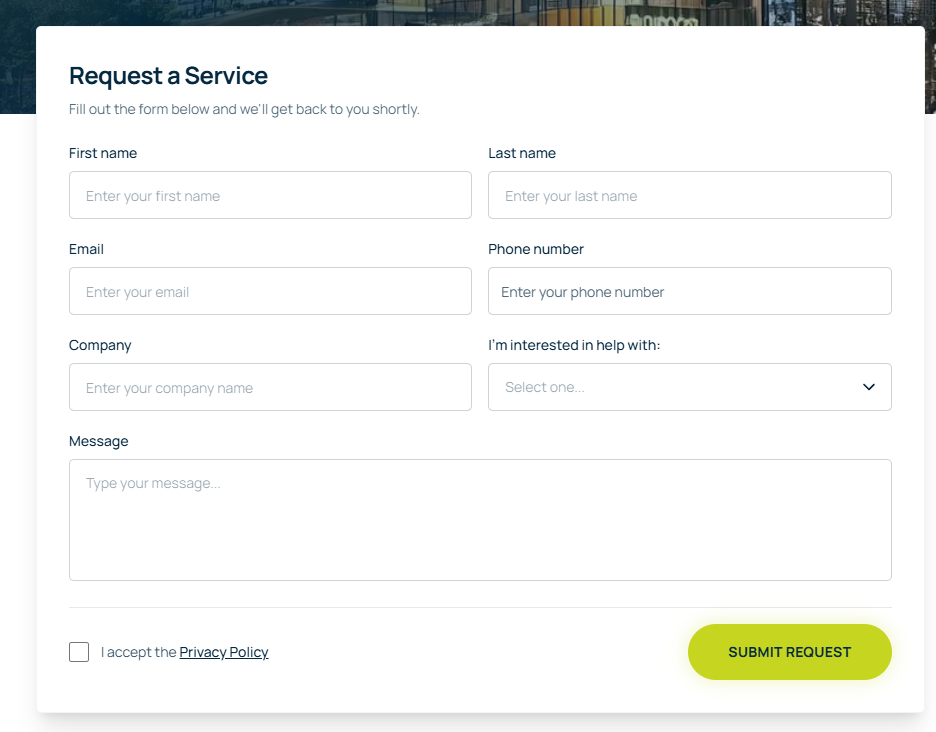 Request a Service
Fill out the form below and we'll get back to you shortly.
First name
Last name
Enter your first name
Enter your last name
Email
Phone number
Enter your email
Enter your phone number
Company
I'm interested in help with:
Enter your company name
Select one...
Message
Type your message...
I accept the Privacy Policy
SUBMIT REQUEST